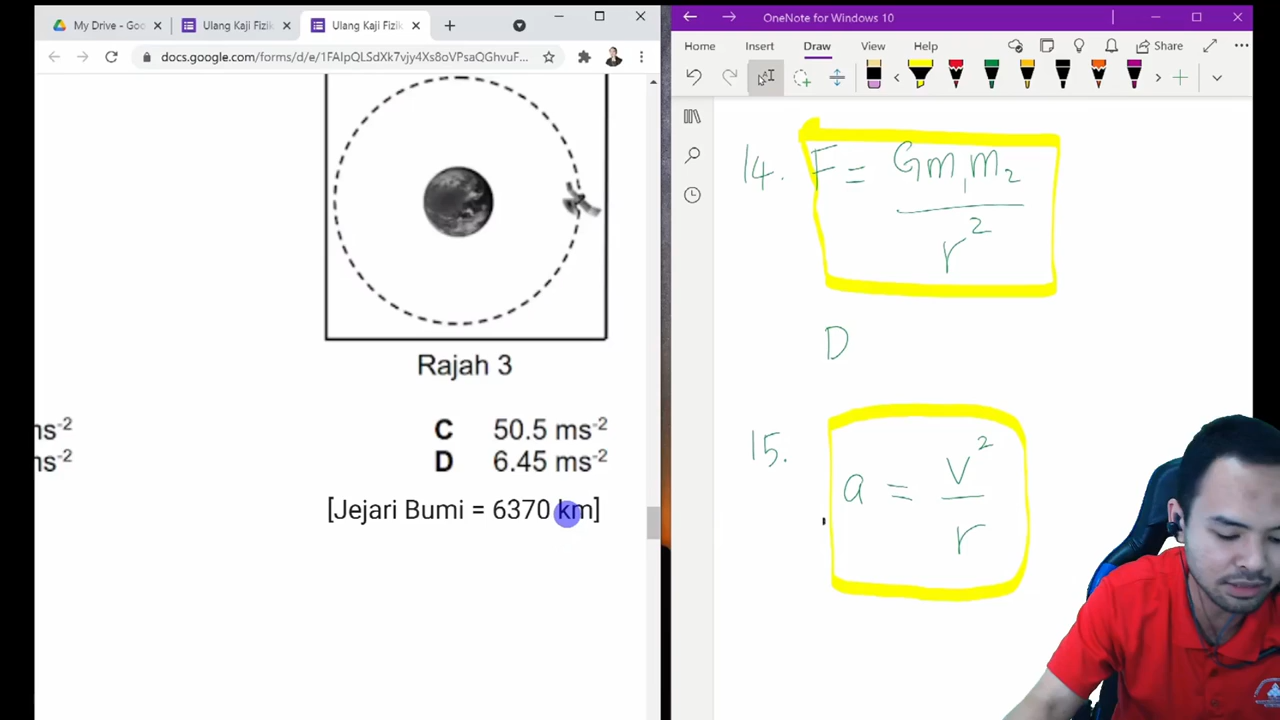 My Drive - Goo
Ulang Kaji Fizik
Ulang Kaji Fizik
docs.google.com/forms/d/e/1FAIpQLSdXk7vjy4Xs8oVPsaQGhvuF...
Rajah 3
ms-2
C 50.5 ms-2
ms-2
D 6.45 ms-2
[Jejari Bumi = 6370 km]
OneNote for Windows 10
Home Insert Draw View Help Share
14. F = Gm1m2
r2
D
15. a = v2
r